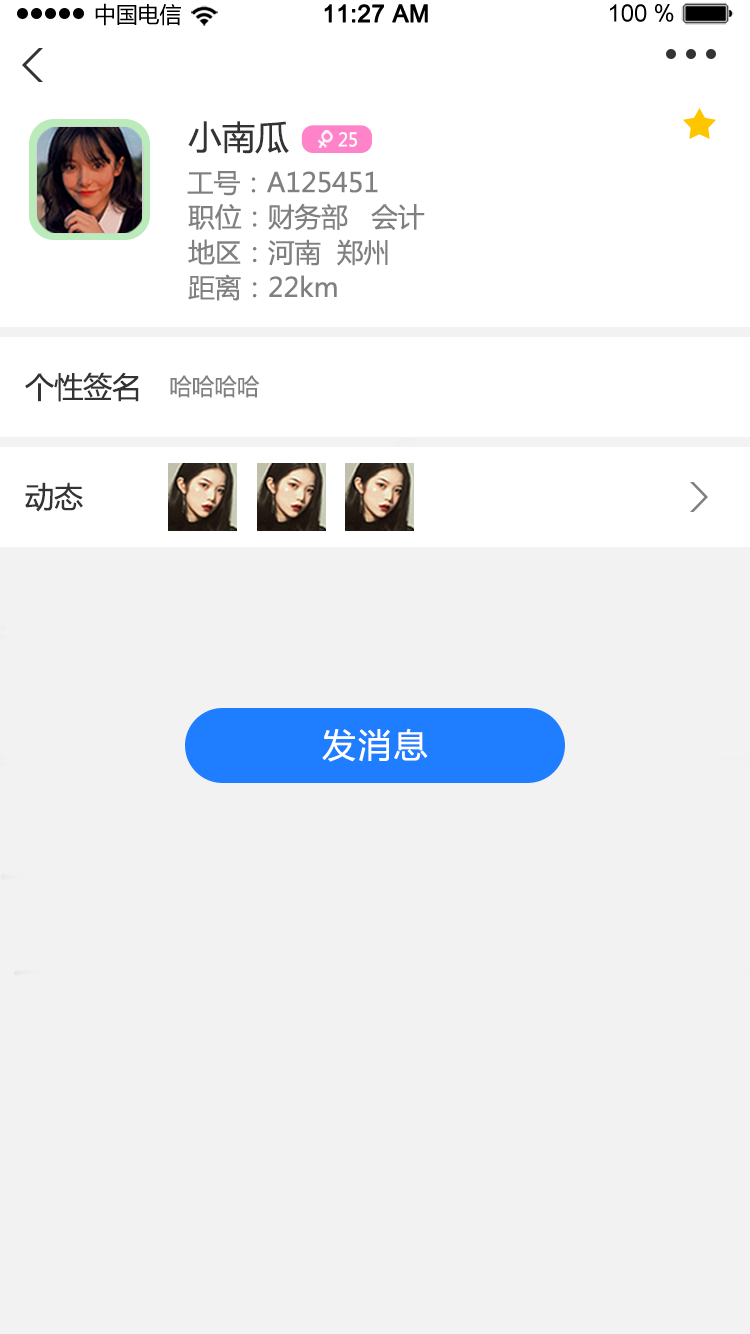 中国电信 11:27 AM 100 %
小南瓜 25
工号：A125451
职位：财务部 会计
地区：河南 郑州
距离：22km
个性签名 哈哈哈哈
动态
发消息